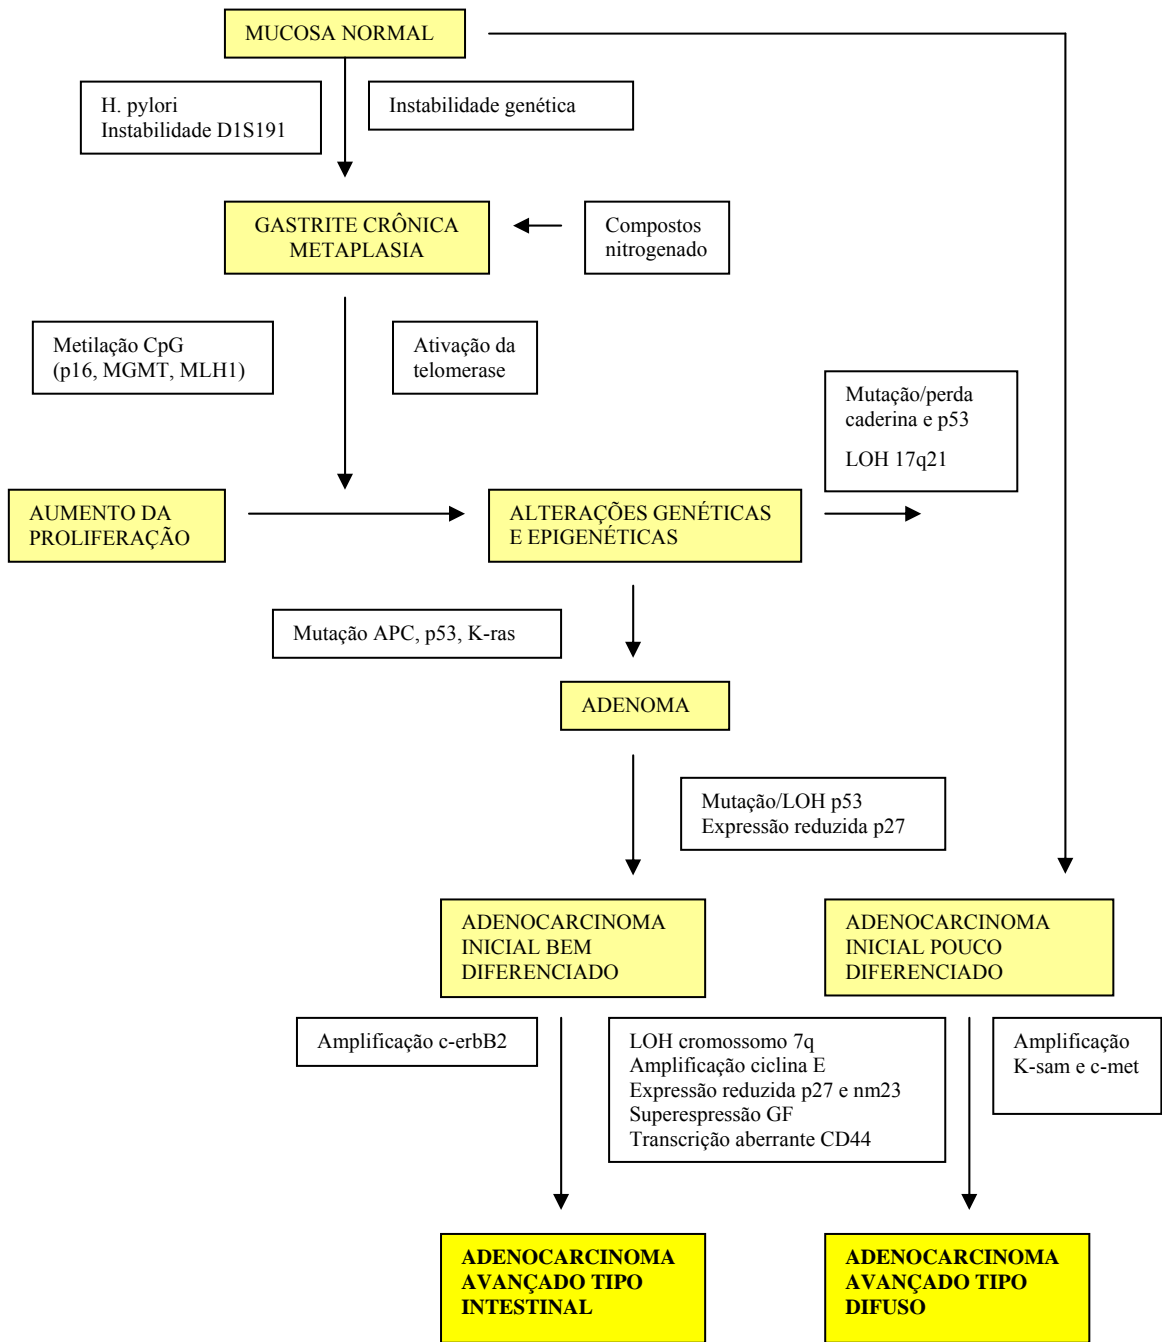 MUCOSA NORMAL
H. pylori
Instabilidade D1S191
Instabilidade genética
GASTRITE CRÔNICA
METAPLASIA
Compostos
nitrogenado
Metilação CpG
(p16, MGMT, MLH1)
Ativação da
telomerase
Mutação/perda
caderina e p53
LOH 17q21
AUMENTO DA
PROLIFERAÇÃO
ALTERAÇÕES GENÉTICAS
E EPIGENÉTICAS
Mutação APC, p53, K-ras
ADENOMA
Mutação/LOH p53
Expressão reduzida p27
ADENOCARCINOMA
INICIAL BEM
DIFERENCIADO
ADENOCARCINOMA
INICIAL POUCO
DIFERENCIADO
Amplificação c-erbB2
LOH cromossomo 7q
Amplificação ciclina E
Expressão reduzida p27 e nm23
Superespressão GF
Transcrição aberrante CD44
Amplificação
K-sam e c-met
ADENOCARCINOMA
AVANÇADO TIPO
INTESTINAL
ADENOCARCINOMA
AVANÇADO TIPO
DIFUSO